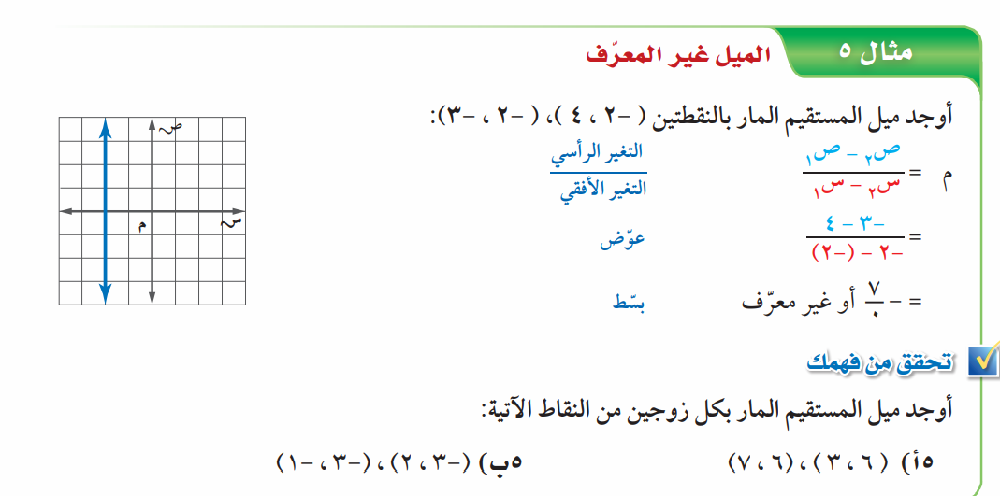 مثال ٥ الميل غير المعرّف
أوجد ميل المستقيم المار بالنقطتين ( -٢ ، ٤ )، ( -٢ ، -٣):
م = (ص٢ - ص١) / (س٢ - س١) التغير الرأسي / التغير الأفقي
= (-٣ - ٤) / (-٢ - (-٢)) عوّض
= - ٧/٠ أو غير معرّف بسّط
ص
س
م
تحقق من فهمك
أوجد ميل المستقيم المار بكل زوجين من النقاط الآتية:
٥أ) ( ٦ ، ٣ )، (٦ ، ٧) ٥ب) (-٣ ، ٢)، (-٣ ، -١)